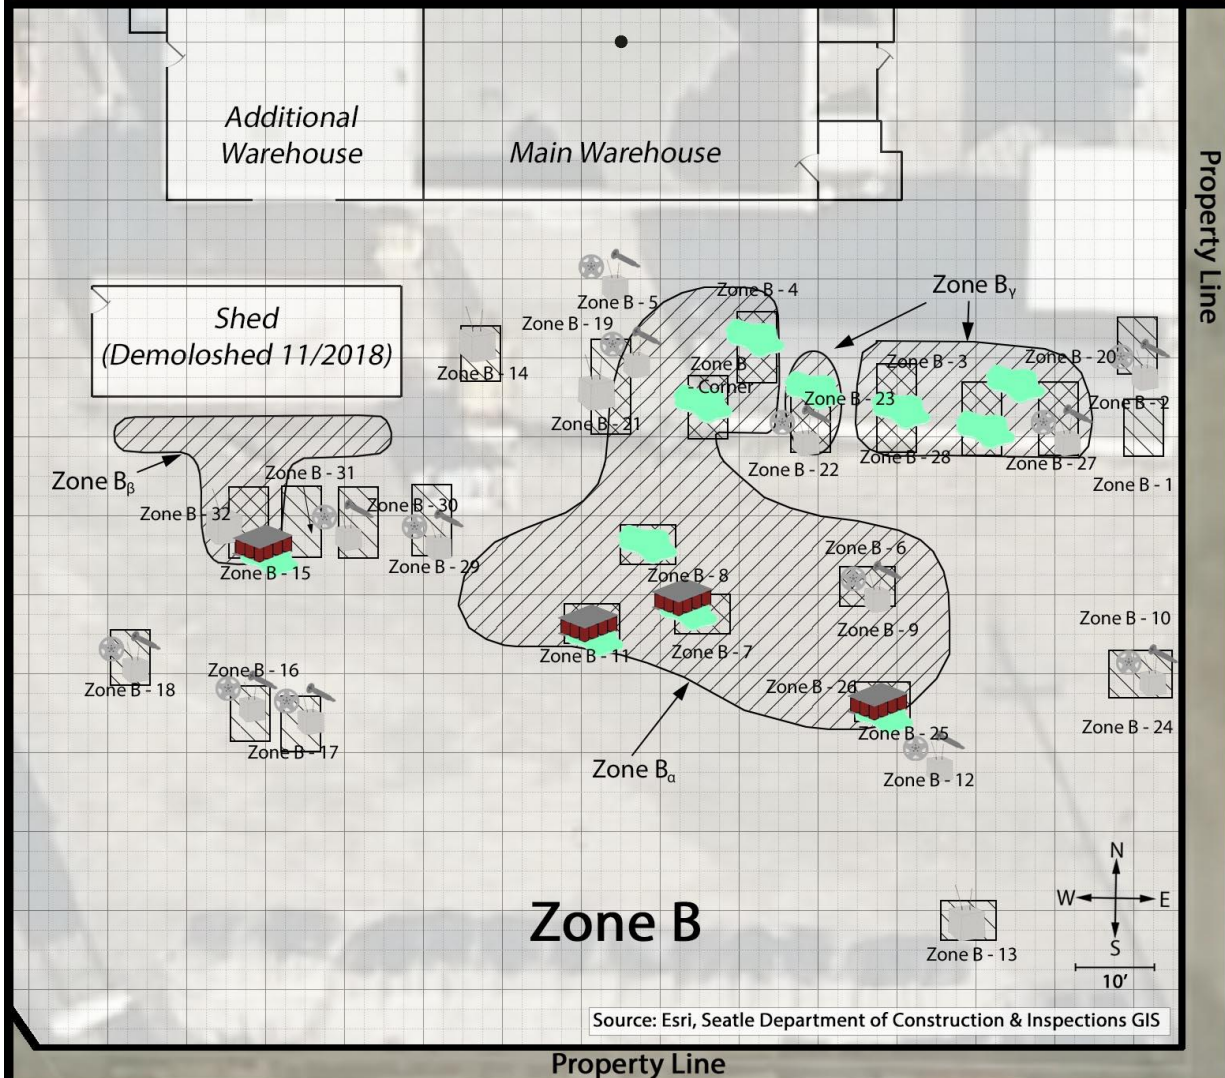 Additional
Warehouse
Main Warehouse
Property Line
Shed
(Demoloshed 11/2018)
Zone B - 5
Zone B - 4
Zone Bγ
Zone B - 19
Zone B - 14
Zone B - 21
Zone B
- Corner
Zone B - 3
Zone B - 20
Zone B - 23
Zone B - 2
Zone B - 22
Zone B - 28
Zone B - 27
Zone B - 1
Zone Bβ
Zone B - 31
Zone B - 32
Zone B - 30
Zone B - 15
Zone B - 29
Zone B - 8
Zone B - 6
Zone B - 9
Zone B - 10
Zone B - 11
Zone B - 7
Zone B - 18
Zone B - 16
Zone B - 17
Zone B - 26
Zone B - 25
Zone B - 24
Zone Bα
Zone B - 12
Zone B
N
W E
S
10’
Zone B - 13
Source: Esri, Seatle Department of Construction & Inspections GIS
Property Line